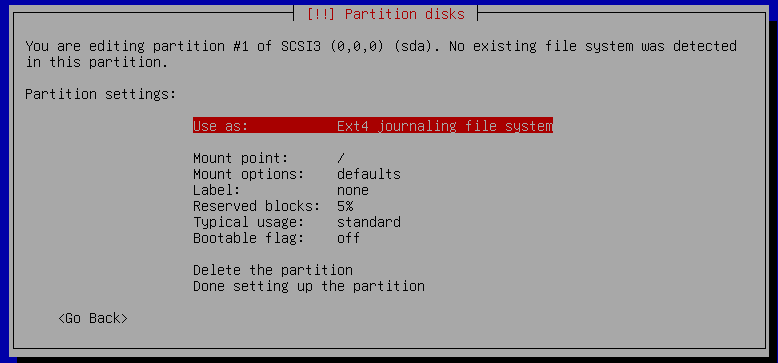 [!!] Partition disks
You are editing partition #1 of SCSI3 (0,0,0) (sda). No existing file system was detected
in this partition.
Partition settings:
Use as: Ext4 journaling file system
Mount point: /
Mount options: defaults
Label: none
Reserved blocks: 5%
Typical usage: standard
Bootable flag: off
Delete the partition
Done setting up the partition
<Go Back>